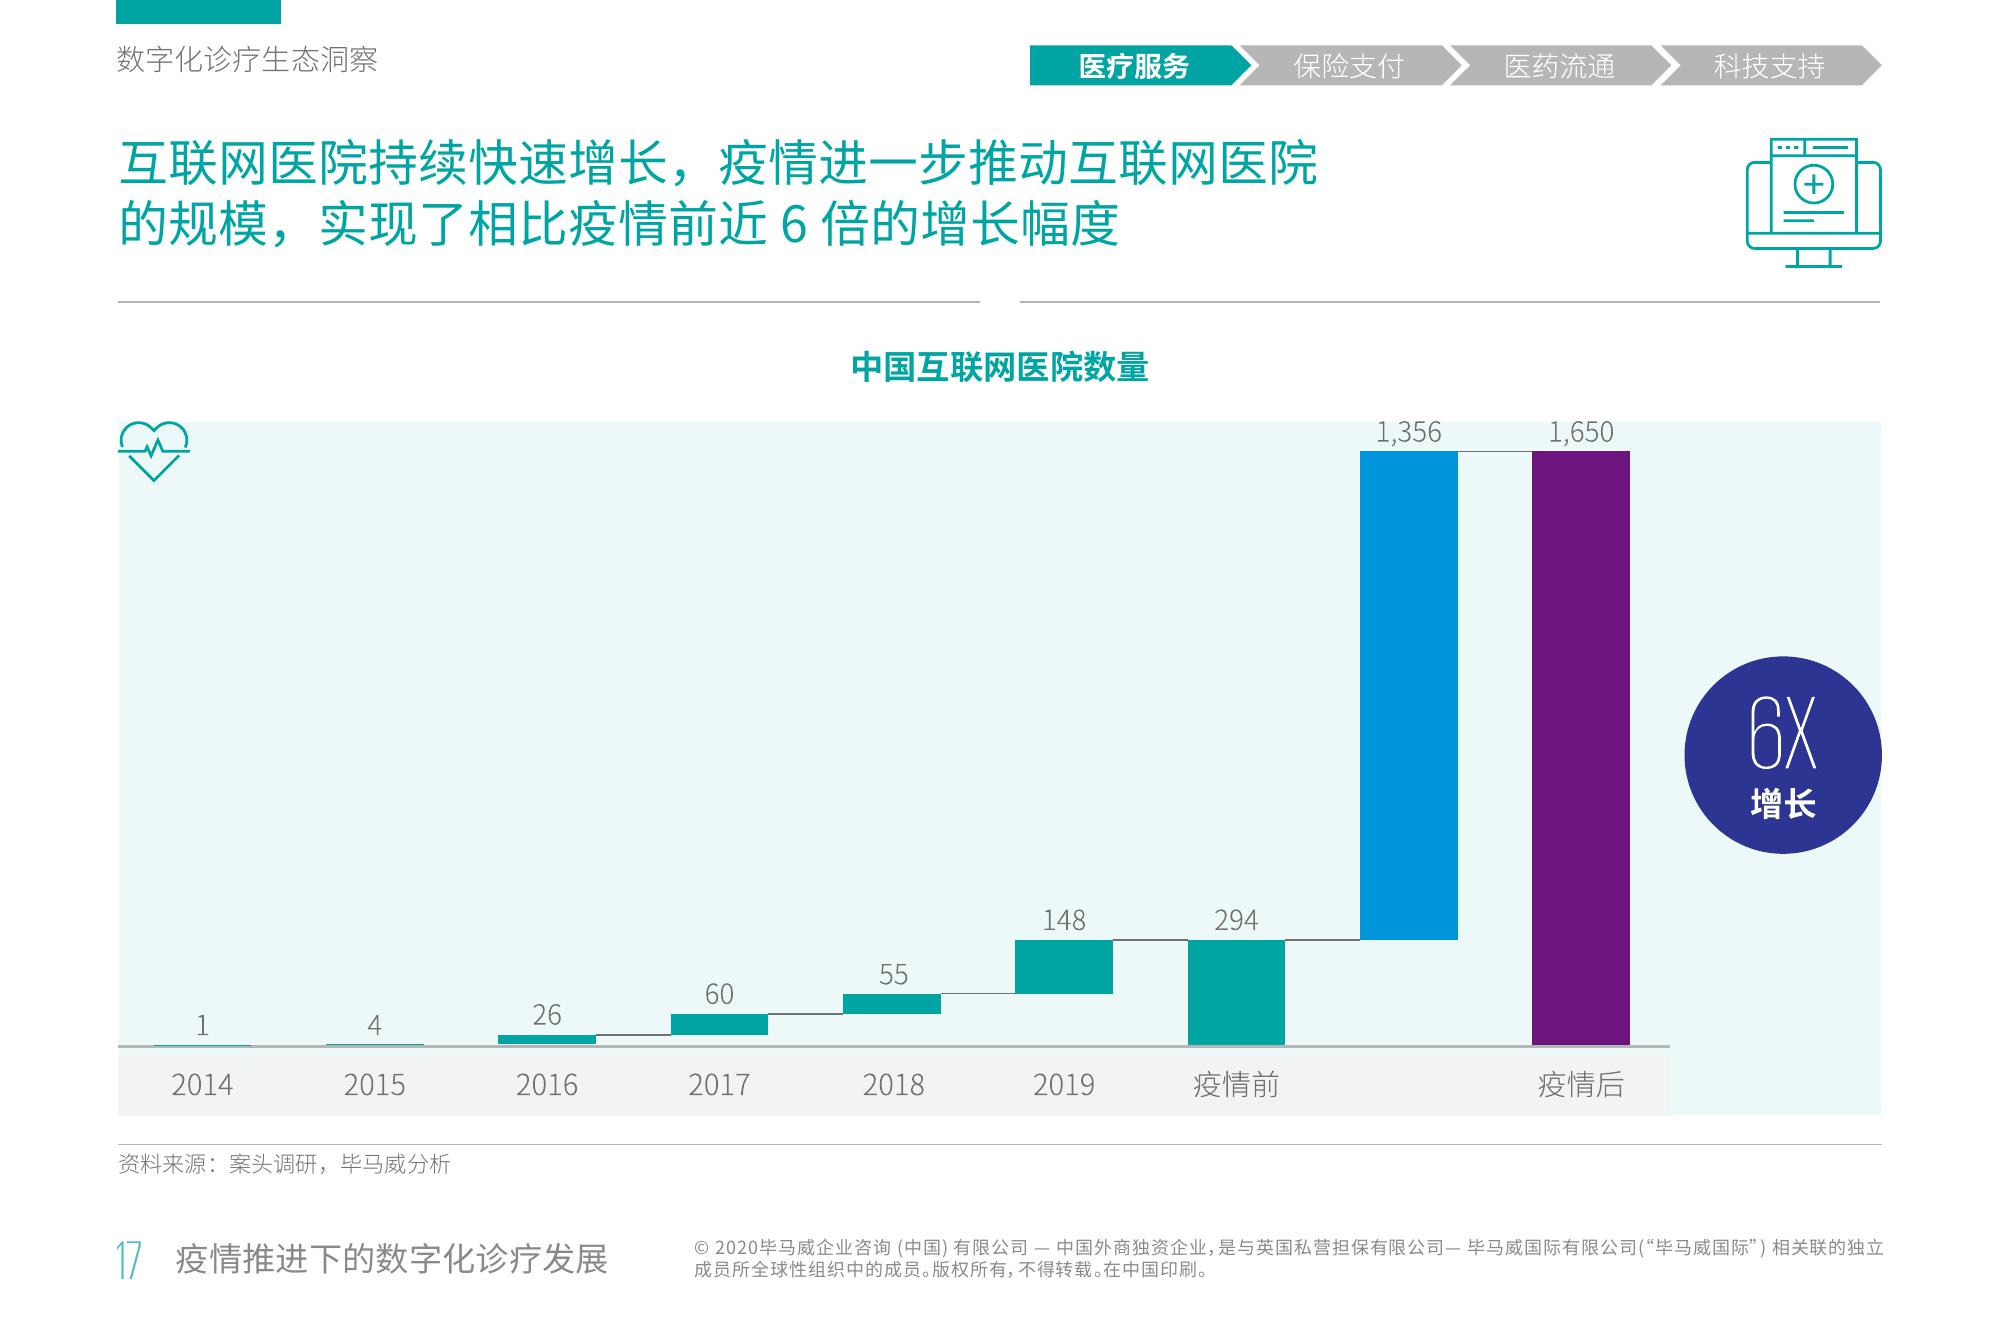 数字化诊疗生态洞察
医疗服务
保险支付
医药流通
科技支持
互联网医院持续快速增长，疫情进一步推动互联网医院
的规模，实现了相比疫情前近 6 倍的增长幅度
中国互联网医院数量
1,356
1,650
6X
增长
148
294
55
60
26
1
4
2014
2015
2016
2017
2018
2019
疫情前
疫情后
资料来源：案头调研，毕马威分析
17
疫情推进下的数字化诊疗发展
© 2020毕马威企业咨询 (中国) 有限公司 — 中国外商独资企业，是与英国私营担保有限公司— 毕马威国际有限公司(“毕马威国际”) 相关联的独立
成员所全球性组织中的成员。版权所有，不得转载。在中国印刷。